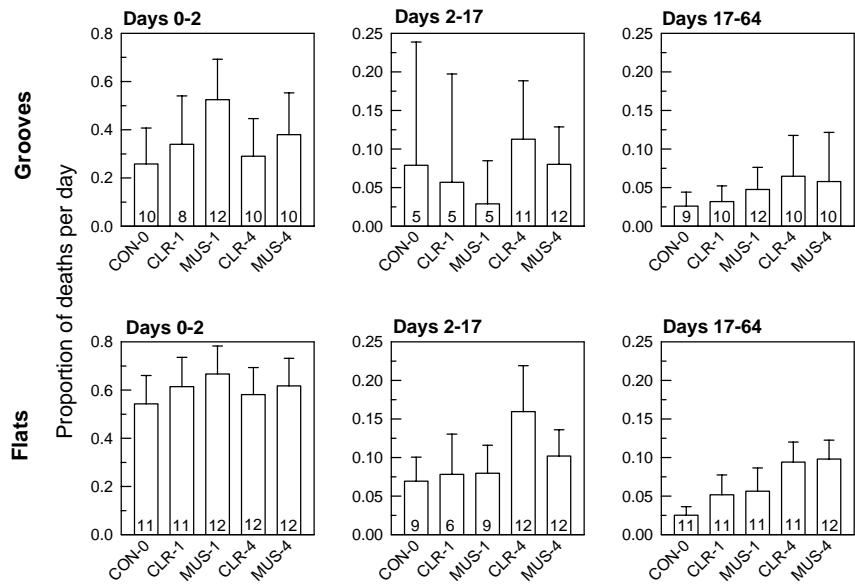 Grooves
Flats
Proportion of deaths per day
Days 0-2
0.8
0.6
0.4
0.2
0.0
10 8 12 10 10
CON-0 CLR-1 MUS-1 CLR-4 MUS-4
Days 2-17
0.25
0.20
0.15
0.10
0.05
0.00
5 5 5 11 12
CON-0 CLR-1 MUS-1 CLR-4 MUS-4
Days 17-64
0.25
0.20
0.15
0.10
0.05
0.00
9 10 12 10 10
CON-0 CLR-1 MUS-1 CLR-4 MUS-4
Days 0-2
0.8
0.6
0.4
0.2
0.0
11 11 12 12 12
CON-0 CLR-1 MUS-1 CLR-4 MUS-4
Days 2-17
0.25
0.20
0.15
0.10
0.05
0.00
9 6 9 12 12
CON-0 CLR-1 MUS-1 CLR-4 MUS-4
Days 17-64
0.25
0.20
0.15
0.10
0.05
0.00
11 11 11 11 12
CON-0 CLR-1 MUS-1 CLR-4 MUS-4